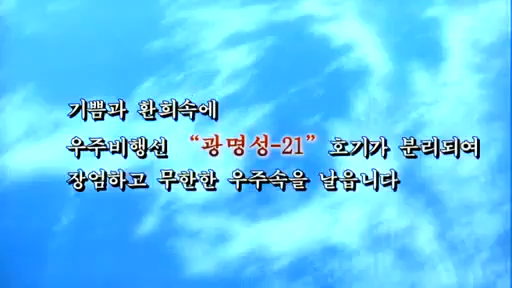 기쁨과 환희속에
우주비행선 “광명성-21” 호기가 분리되여
장엄하고 무한한 우주속을 날읍니다